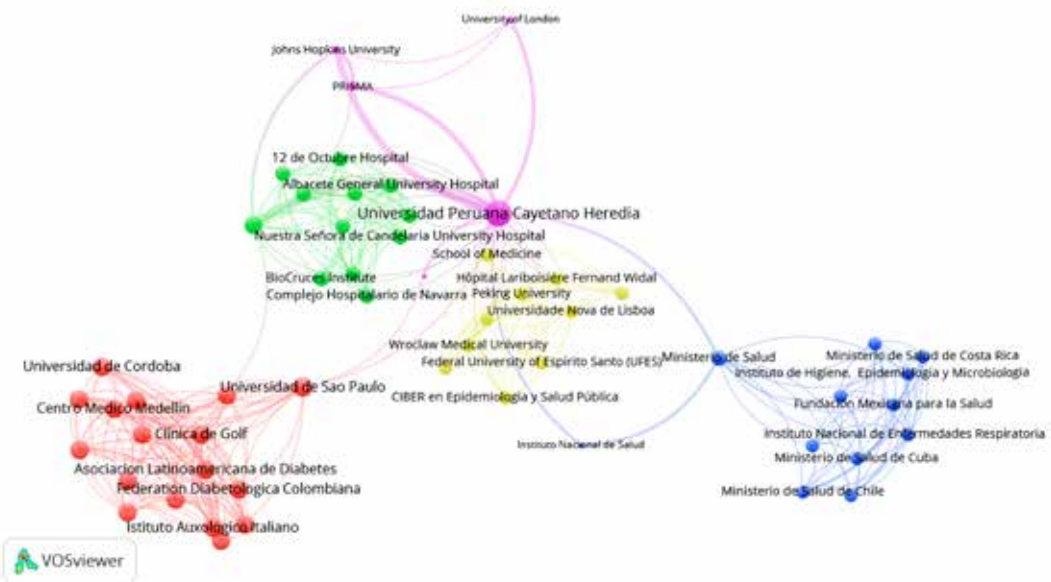 University of London
Johns Hopkins University
PRISMA
12 de Octubre Hospital
Albacete General University Hospital
Universidad Peruana Cayetano Heredia
Nuestra Señora de Candelaria University Hospital
School of Medicine
BioCruces Institute
Hôpital Lariboisière Fernand Widal
Complejo Hospitalario de Navarra
Peking University
Universidade Nova de Lisboa
Wroclaw Medical University
Federal University of Espírito Santo (UFES)
Ministerio de Salud
Ministerio de Salud de Costa Rica
Universidad de Cordoba
Instituto de Higiene, Epidemiología y Microbiología
Universidad de Sao Paulo
CIBER en Epidemiología y Salud Pública
Fundación Mexicana para la Salud
Centro Medico Medellin
Clinica de Golf
Instituto Nacional de Enfermedades Respiratoria
Instituto Nacional de Salud
Ministerio de Salud de Cuba
Asociacion Latinoamericana de Diabetes
Federation Diabetologica Colombiana
Ministerio de Salud de Chile
Istituto Auxologico Italiano
VOSviewer